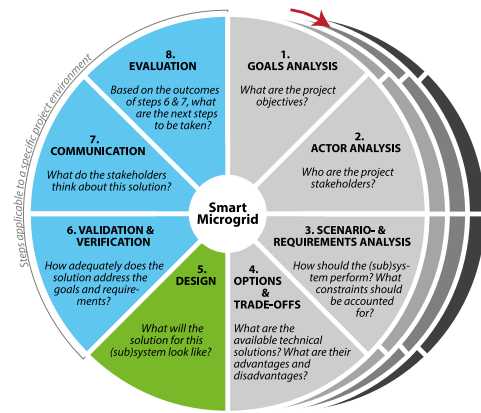 Steps applicable to a specific project environment
8.
EVALUATION
Based on the outcomes
of steps 6 & 7, what
are the next steps
to be taken?
1.
GOALS ANALYSIS
What are the project
objectives?
7.
COMMUNICATION
What do the stakeholders
think about this solution?
2.
ACTOR ANALYSIS
Who are the project
stakeholders?
Smart
Microgrid
6. VALIDATION &
VERIFICATION
How adequately does the
solution address the
goals and require-
ments?
3. SCENARIO- &
REQUIREMENTS ANALYSIS
How should the (sub)sys-
tem perform? What
constraints should
be accounted
for?
5.
DESIGN
What will the
solution for this
(sub)system look like?
4.
OPTIONS
&
TRADE-OFFS
What are the
available technical
solutions? What are their
advantages and
disadvantages?